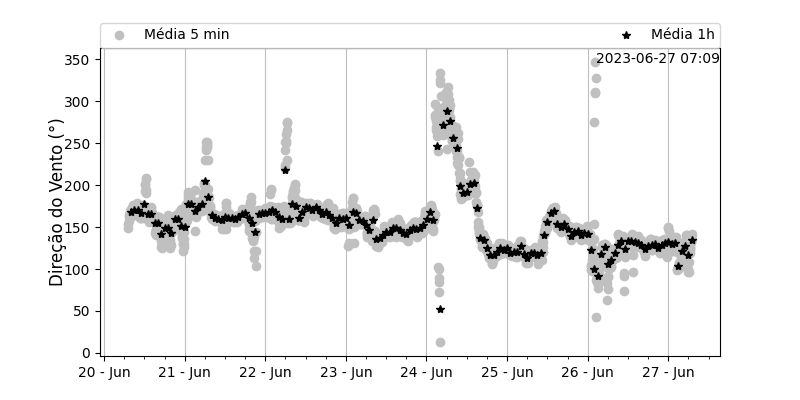 Média 5 min
Média 1h
2023-06-27 07:09
Direção do Vento (°)
350
300
250
200
150
100
50
0
20 - Jun
21 - Jun
22 - Jun
23 - Jun
24 - Jun
25 - Jun
26 - Jun
27 - Jun